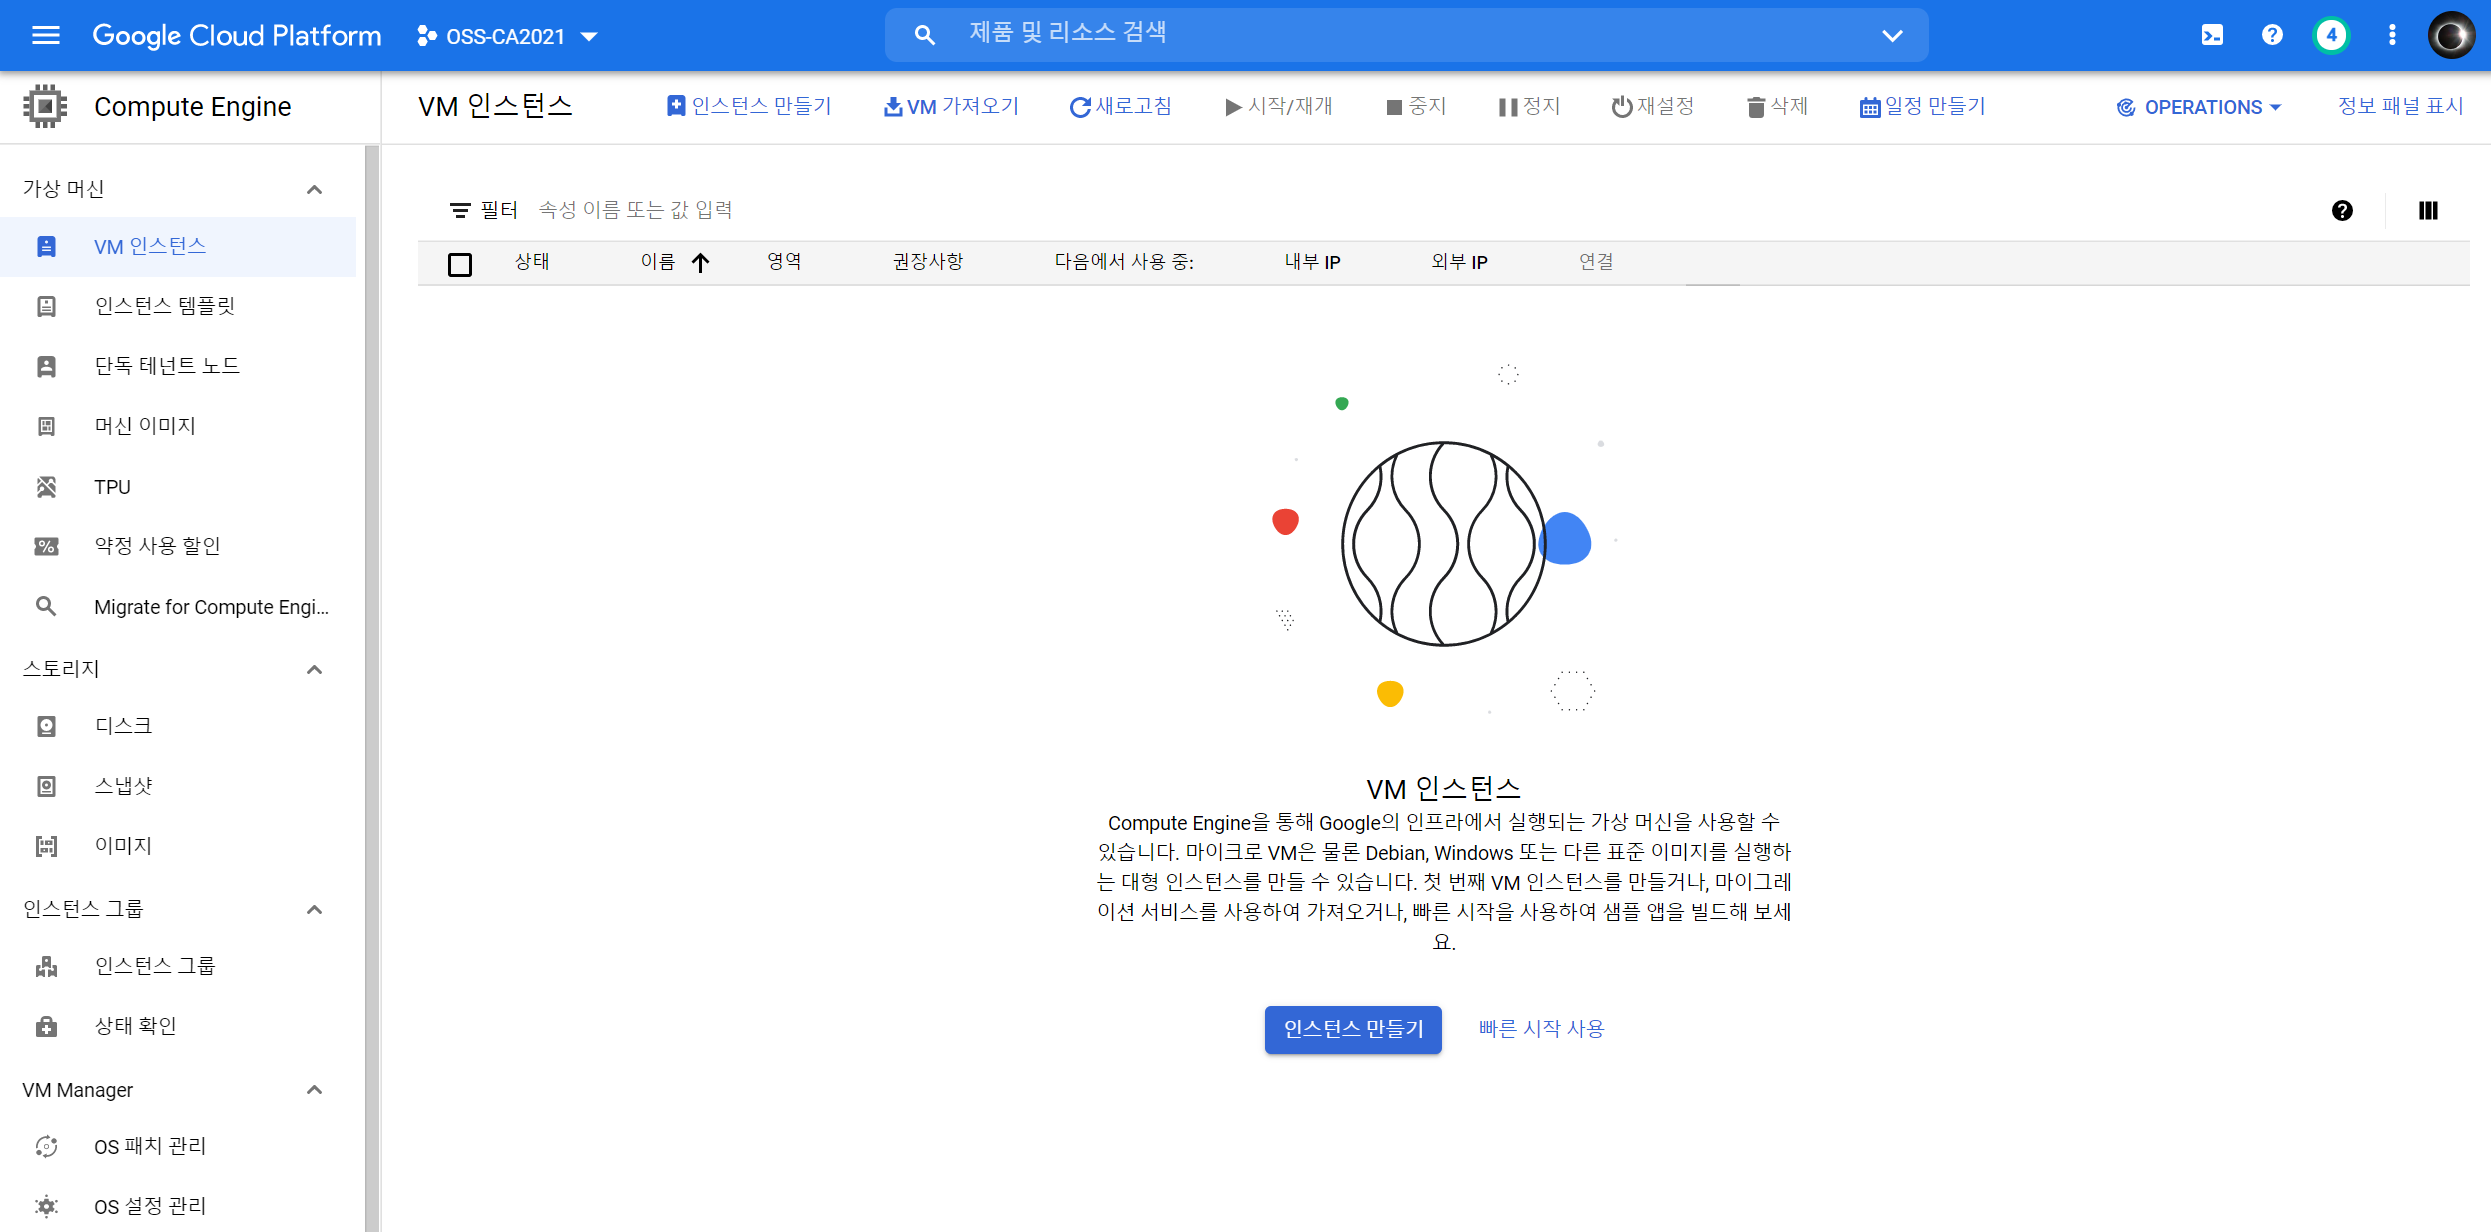 Google Cloud Platform
OSS-CA2021
제품 및 리소스 검색
4
Compute Engine
VM 인스턴스
인스턴스 만들기
VM 가져오기
새로고침
시작/재개
중지
정지
재설정
삭제
일정 만들기
OPERATIONS
정보 패널 표시
가상 머신
VM 인스턴스
인스턴스 템플릿
단독 테넌트 노드
머신 이미지
TPU
약정 사용 할인
Migrate for Compute Engi...
스토리지
디스크
스냅샷
이미지
인스턴스 그룹
인스턴스 그룹
상태 확인
VM Manager
OS 패치 관리
OS 설정 관리
필터 속성 이름 또는 값 입력
상태 이름 영역 권장사항 다음에서 사용 중: 내부 IP 외부 IP 연결
VM 인스턴스
Compute Engine을 통해 Google의 인프라에서 실행되는 가상 머신을 사용할 수
있습니다. 마이크로 VM은 물론 Debian, Windows 또는 다른 표준 이미지를 실행하
는 대형 인스턴스를 만들 수 있습니다. 첫 번째 VM 인스턴스를 만들거나, 마이그레
이션 서비스를 사용하여 가져오거나, 빠른 시작을 사용하여 샘플 앱을 빌드해 보세
요.
인스턴스 만들기
빠른 시작 사용